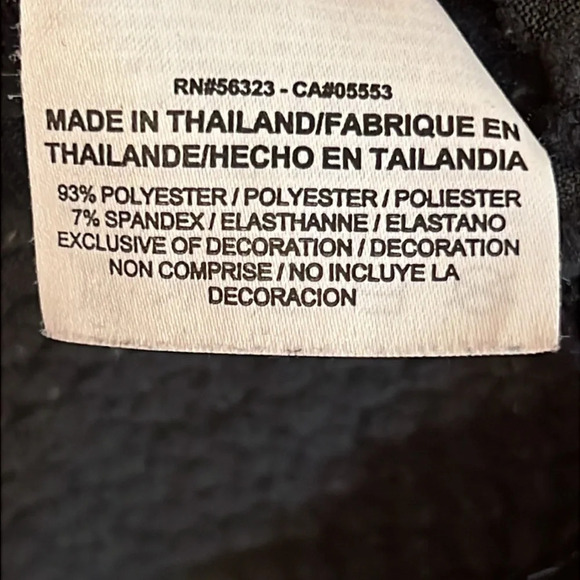 RN#56323 - CA#05553
MADE IN THAILAND/FABRIQUE EN
THAILANDE/HECHO EN TAILANDIA
93% POLYESTER / POLYESTER / POLIESTER
7% SPANDEX / ELASTHANNE / ELASTANO
EXCLUSIVE OF DECORATION / DECORATION
NON COMPRISE / NO INCLUYE LA
DECORACION